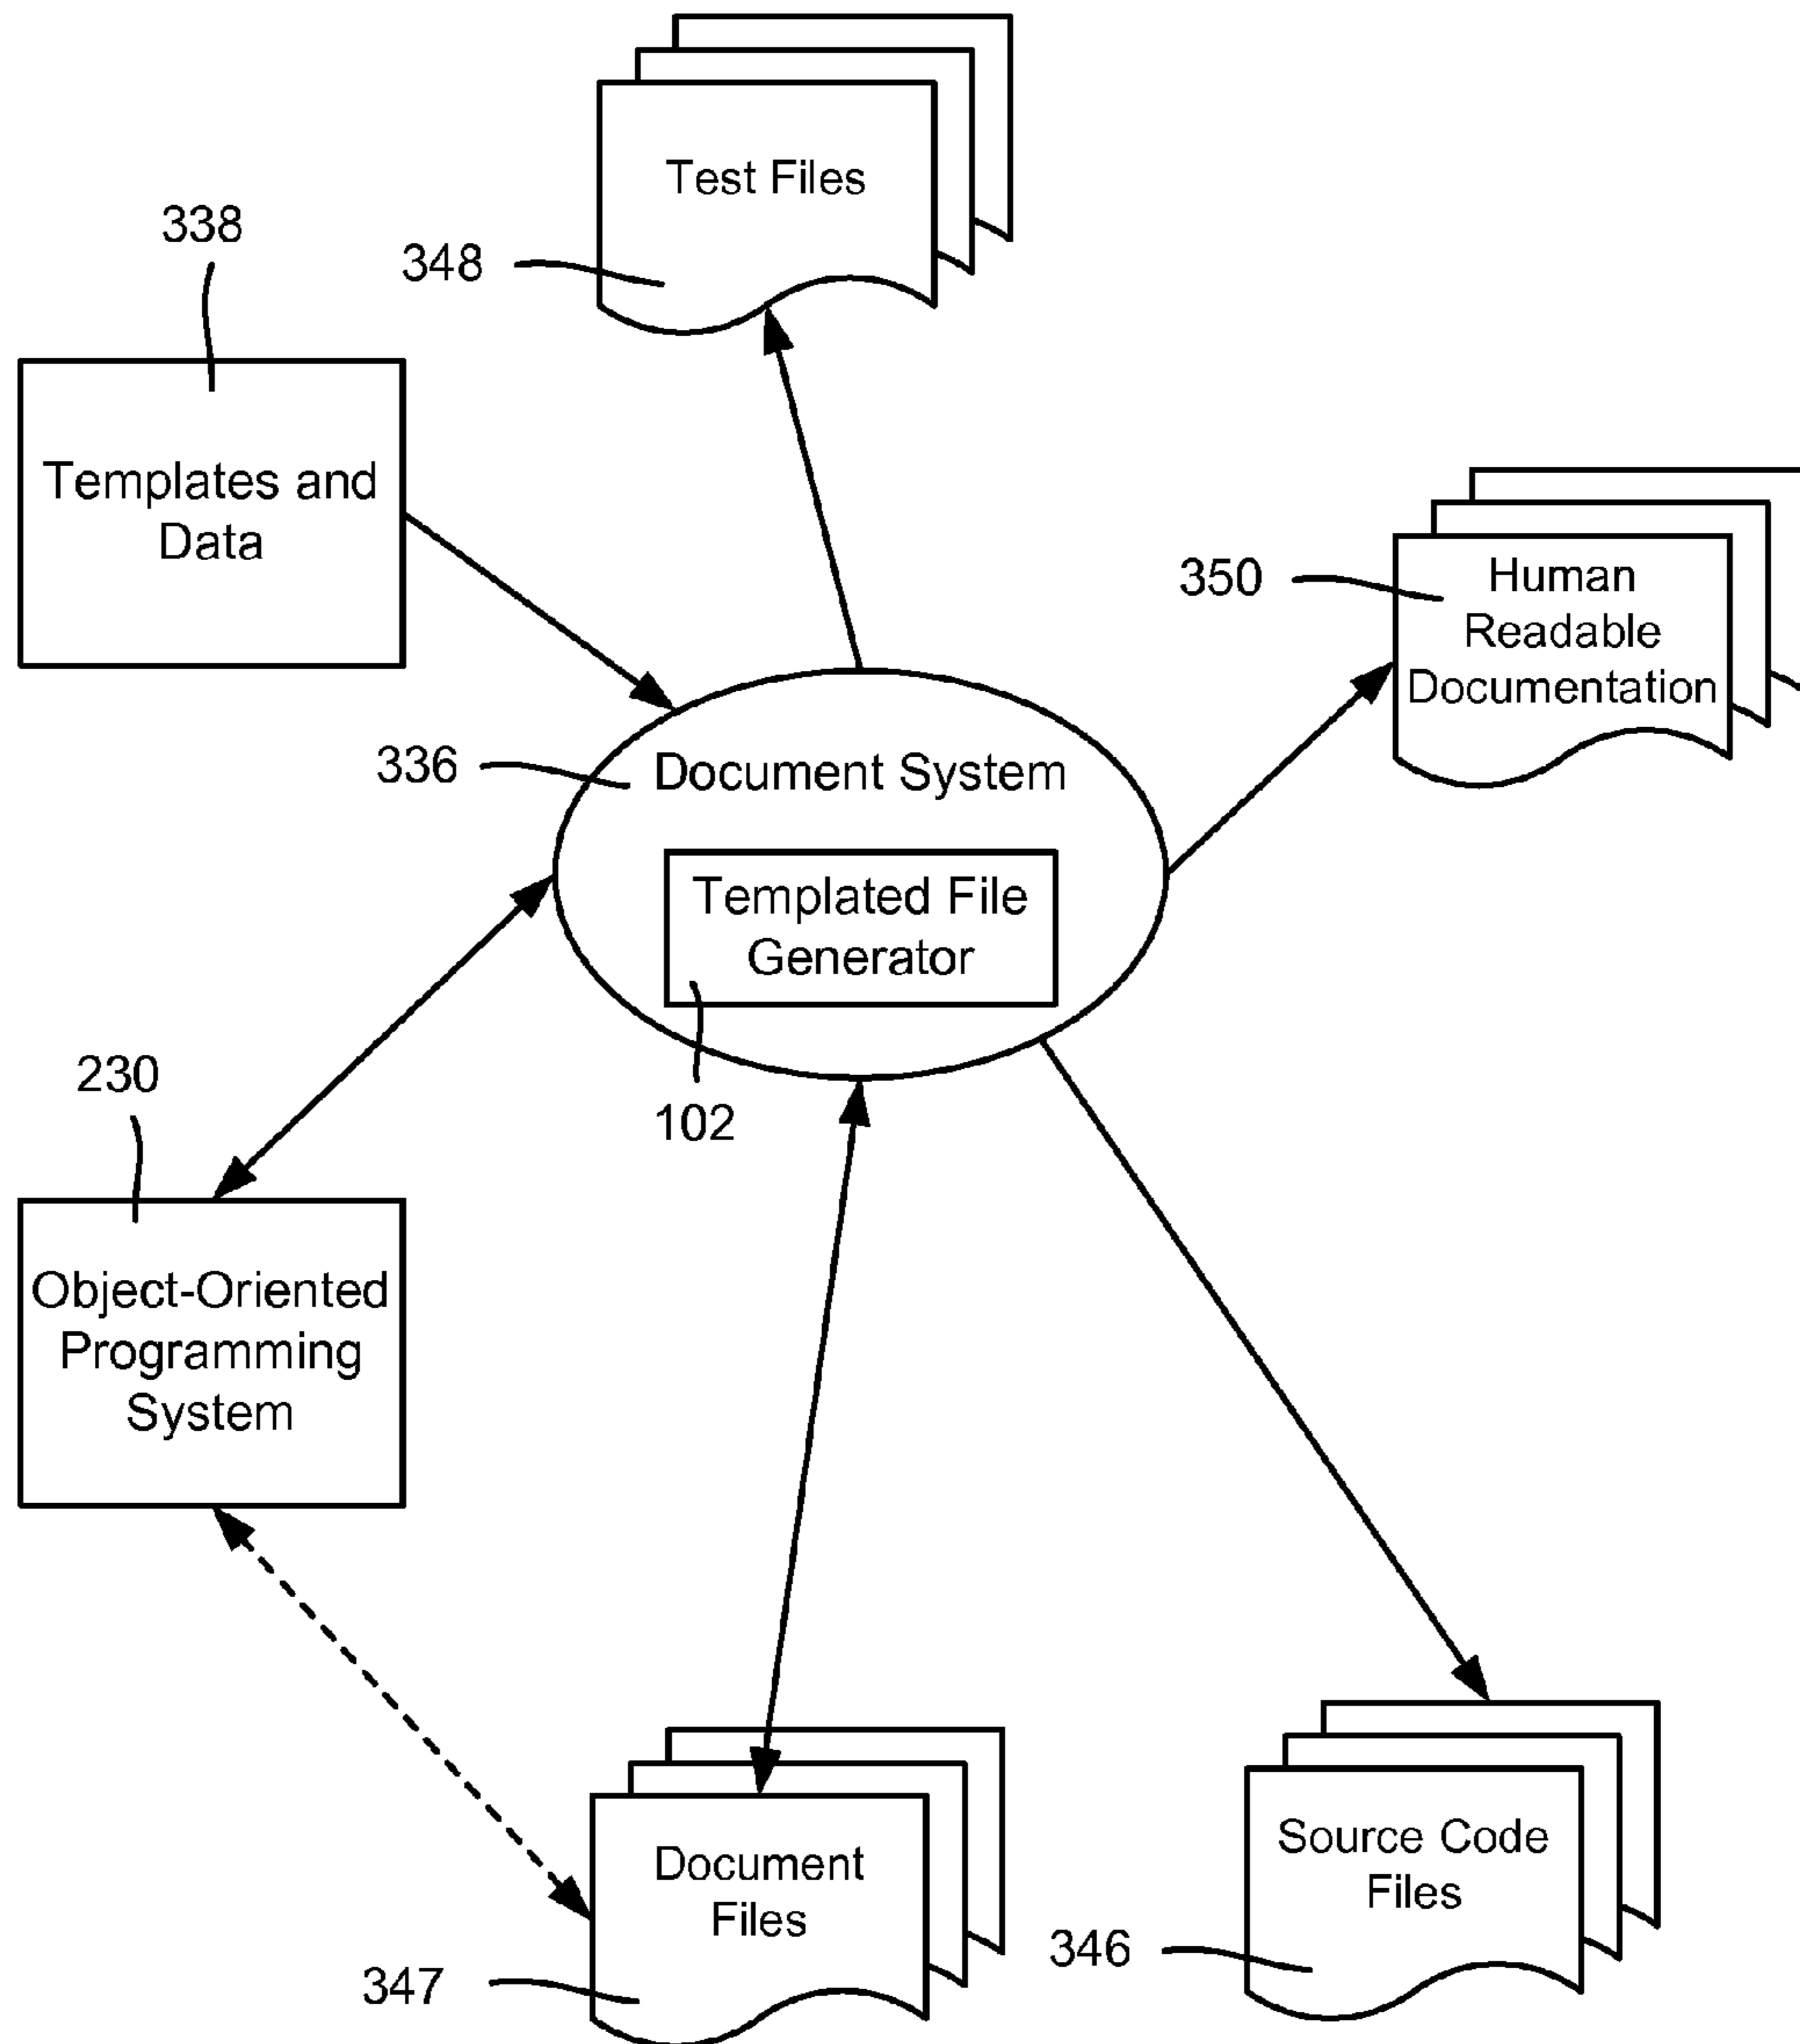 Test Files
338
348
Templates and
Data
350
Human
Readable
Documentation
336
Document System
Templated File
Generator
230
102
Object-Oriented
Programming
System
Document
Files
Source Code
Files
346
347